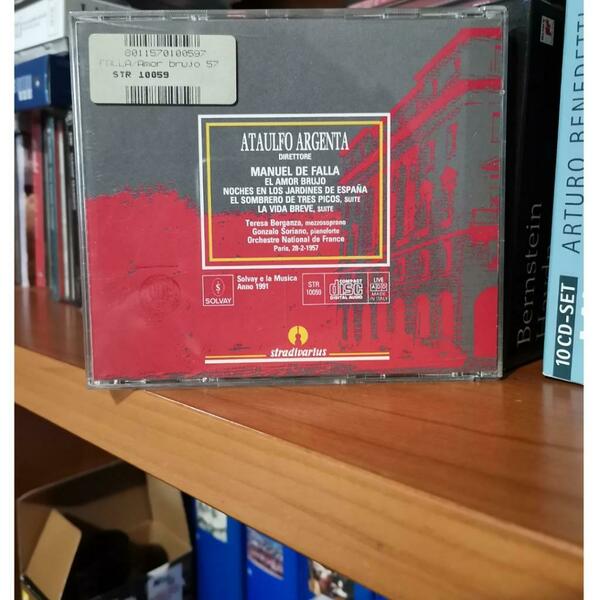 8011570100597
FALLA/Amor brujo 57
STR 10059
ATAULFO ARGENTA
DIRETTORE
MANUEL DE FALLA
EL AMOR BRUJO
NOCHES EN LOS JARDINES DE ESPAÑA
EL SOMBRERO DE TRES PICOS, SUITE
LA VIDA BREVE, SUITE
Teresa Berganza, mezzosoprano
Gonzalo Soriano, pianoforte
Orchestre National de France
Paris, 28-2-1957
SOLVAY
Solvay e la Musica
Anno 1991
STR
10059
COMPACT
disc
DIGITAL AUDIO
LIVE
ADD
MADE
IN ITALY
stradivarius
Bernstein
Haydn
ARTURO BENEDETTI
10 CD-SET